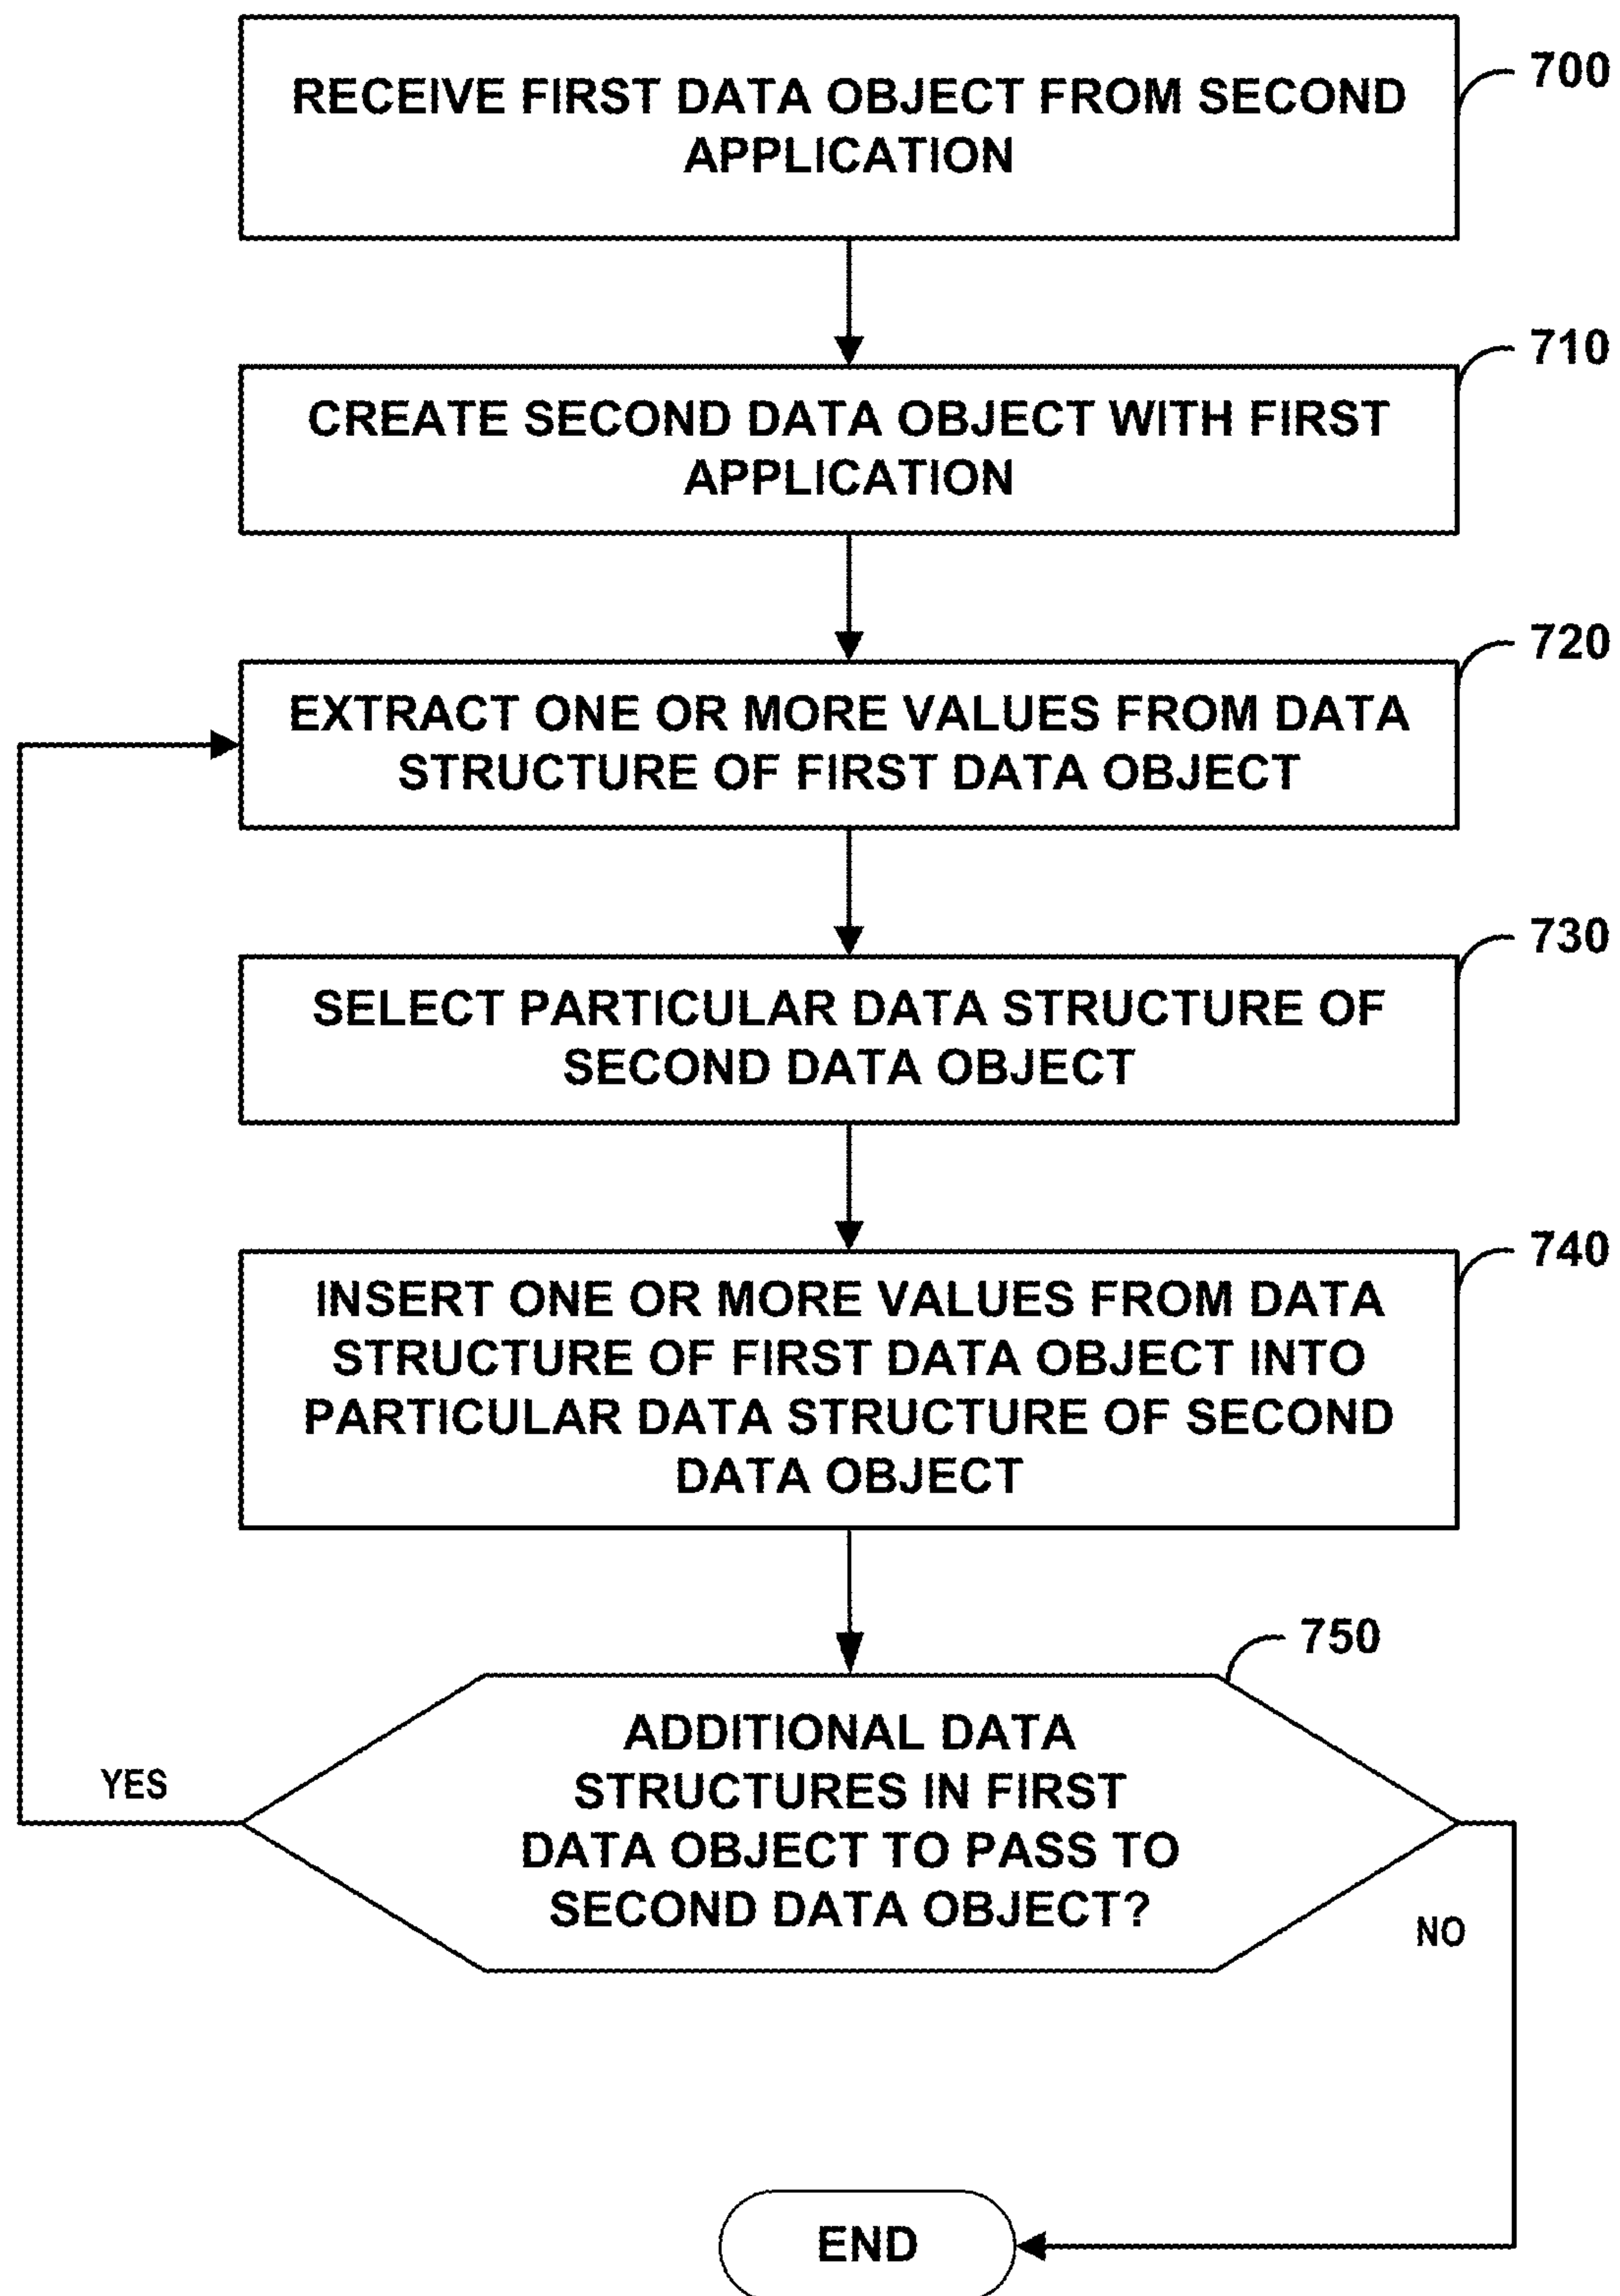 RECEIVE FIRST DATA OBJECT FROM SECOND
APPLICATION
700
CREATE SECOND DATA OBJECT WITH FIRST
APPLICATION
710
EXTRACT ONE OR MORE VALUES FROM DATA
STRUCTURE OF FIRST DATA OBJECT
720
SELECT PARTICULAR DATA STRUCTURE OF
SECOND DATA OBJECT
730
INSERT ONE OR MORE VALUES FROM DATA
STRUCTURE OF FIRST DATA OBJECT INTO
PARTICULAR DATA STRUCTURE OF SECOND
DATA OBJECT
740
750
ADDITIONAL DATA
STRUCTURES IN FIRST
DATA OBJECT TO PASS TO
SECOND DATA OBJECT?
YES
NO
END